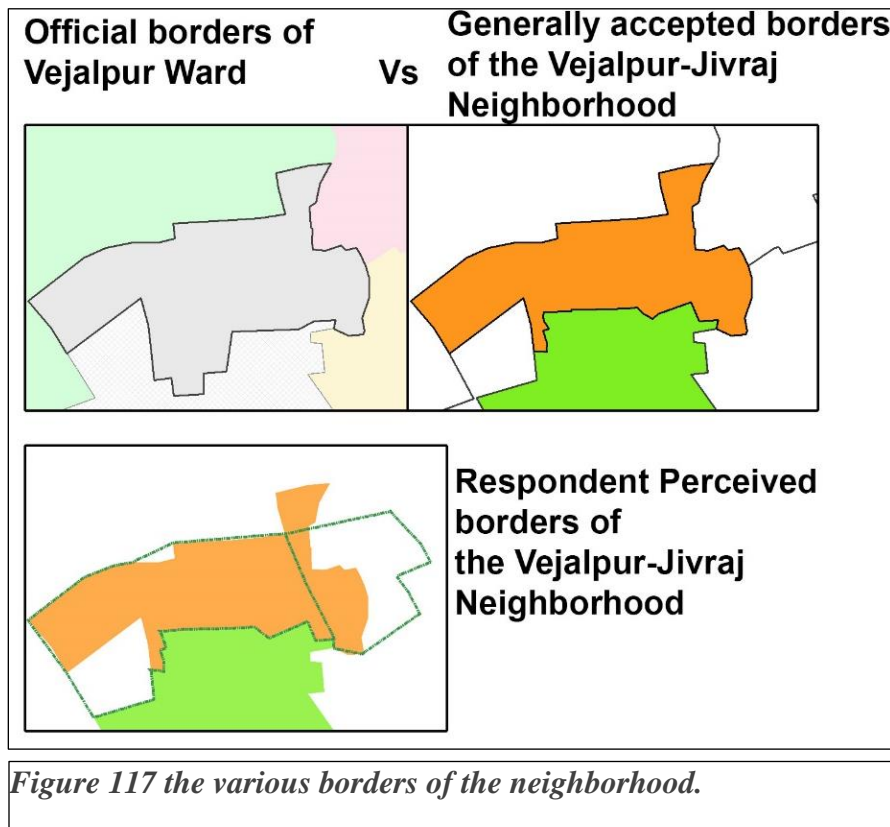 Official borders of
Vejalpur Ward
Vs
Generally accepted borders
of the Vejalpur-Jivraj
Neighborhood
Respondent Perceived
borders of
the Vejalpur-Jivraj
Neighborhood
Figure 117 the various borders of the neighborhood.